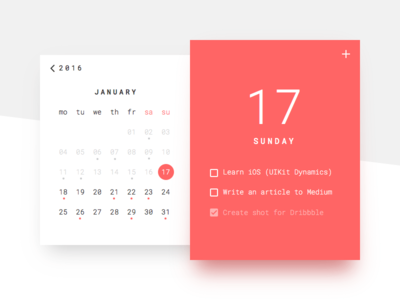 2016
JANUARY
mo tu we th fr sa su
01 02 03
04 05 06 07 08 09 10
11 12 13 14 15 16 17
18 19 20 21 22 23 24
25 26 27 28 29 30 31
+
17
SUNDAY
Learn iOS (UIKit Dynamics)
Write an article to Medium
Create shot for Dribbble